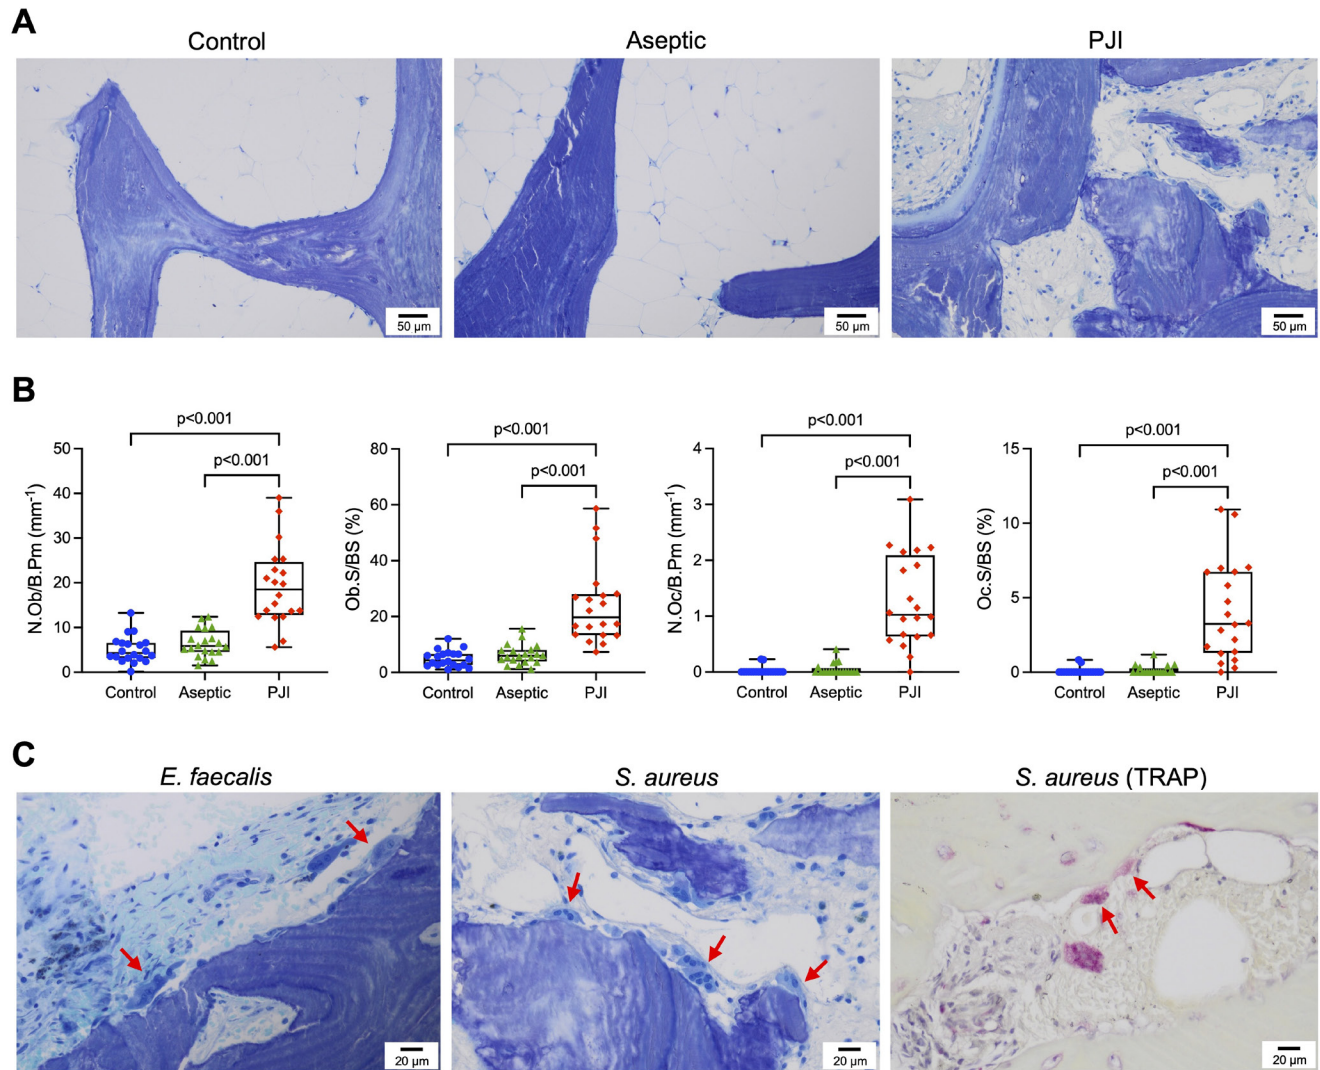 A
Control
Aseptic
PJI
50 µm
50 µm
50 µm
B
p<0.001
p<0.001
50
40
30
20
10
0
N.Ob/B.Pm (mm⁻¹)
Control
Aseptic
PJI
p<0.001
p<0.001
80
60
40
20
0
Ob.S/BS (%)
Control
Aseptic
PJI
p<0.001
p<0.001
4
3
2
1
0
N.Oc/B.Pm (mm⁻¹)
Control
Aseptic
PJI
p<0.001
p<0.001
15
10
5
0
Oc.S/BS (%)
Control
Aseptic
PJI
C
E. faecalis
S. aureus
S. aureus (TRAP)
20 µm
20 µm
20 µm